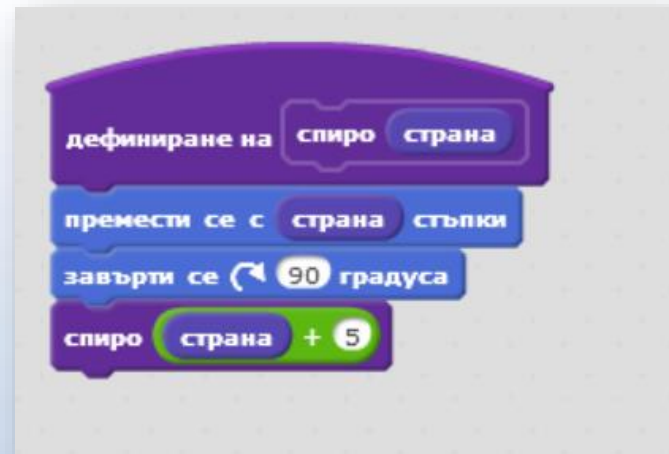 дефиниране на спиро страна
премести се с страна стъпки
завърти се 90 градуса
спиро страна + 5